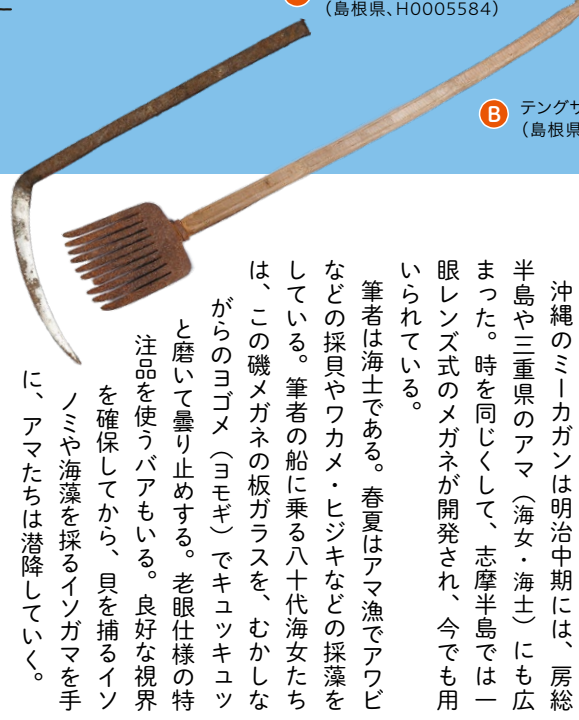 (島根県、H0005584)
B テングサ
(島根県
沖縄のミーカガンは明治中期には、房総
半島や三重県のアマ（海女・海士）にも広
まった。時を同じくして、志摩半島では一
眼レンズ式のメガネが開発され、今でも用
いられている。
筆者は海士である。春夏はアマ漁でアワビ
などの採貝やワカメ・ヒジキなどの採藻を
している。筆者の船に乗る八十代海女たち
は、この磯メガネの板ガラスを、むかしな
がらのヨゴメ（ヨモギ）でキュッキュッ
と磨いて曇り止めする。老眼仕様の特
注品を使うバアもいる。良好な視界
を確保してから、貝を捕るイソ
ノミや海藻を採るイソガマを手
に、アマたちは潜降していく。